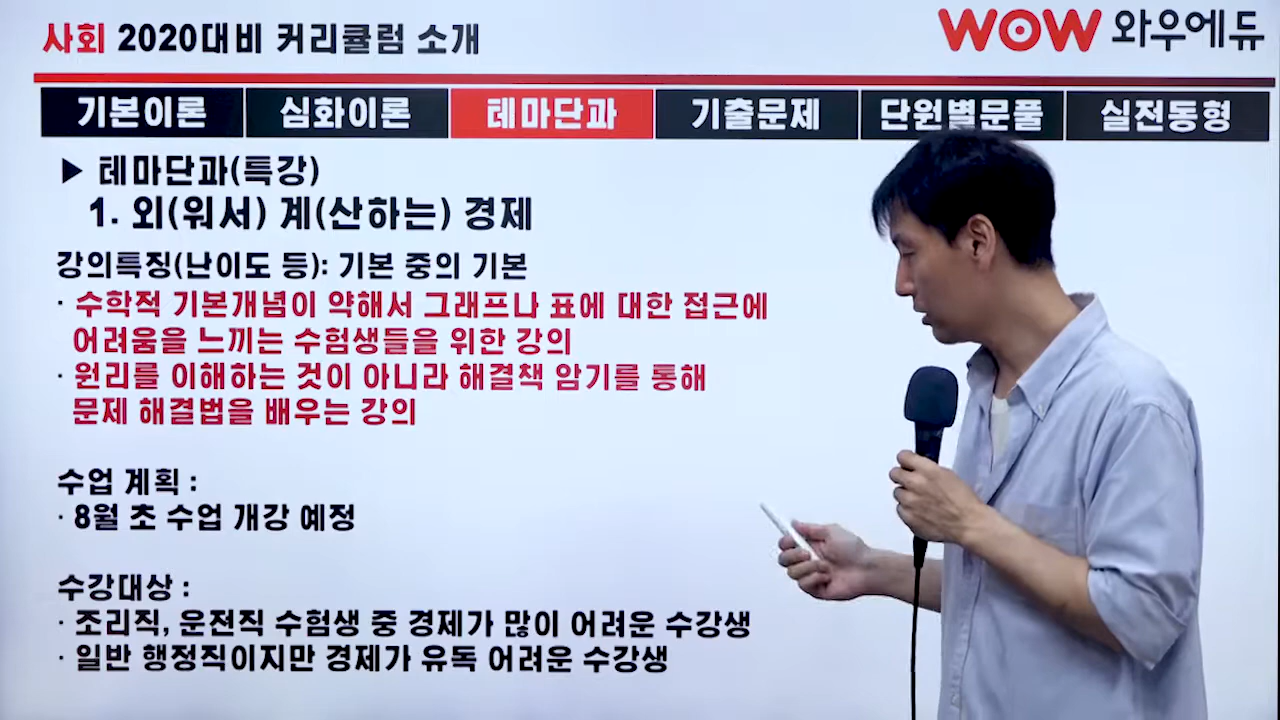 사회 2020대비 커리큘럼 소개
WOW 와우에듀
기본이론 심화이론 테마단과 기출문제 단원별문풀 실전동형
▶ 테마단과(특강)
1. 외(워서) 계(산하는) 경제
강의특징(난이도 등): 기본 중의 기본
· 수학적 기본개념이 약해서 그래프나 표에 대한 접근에
어려움을 느끼는 수험생들을 위한 강의
· 원리를 이해하는 것이 아니라 해결책 암기를 통해
문제 해결법을 배우는 강의
수업 계획 :
· 8월 초 수업 개강 예정
수강대상 :
· 조리직, 운전직 수험생 중 경제가 많이 어려운 수강생
· 일반 행정직이지만 경제가 유독 어려운 수강생